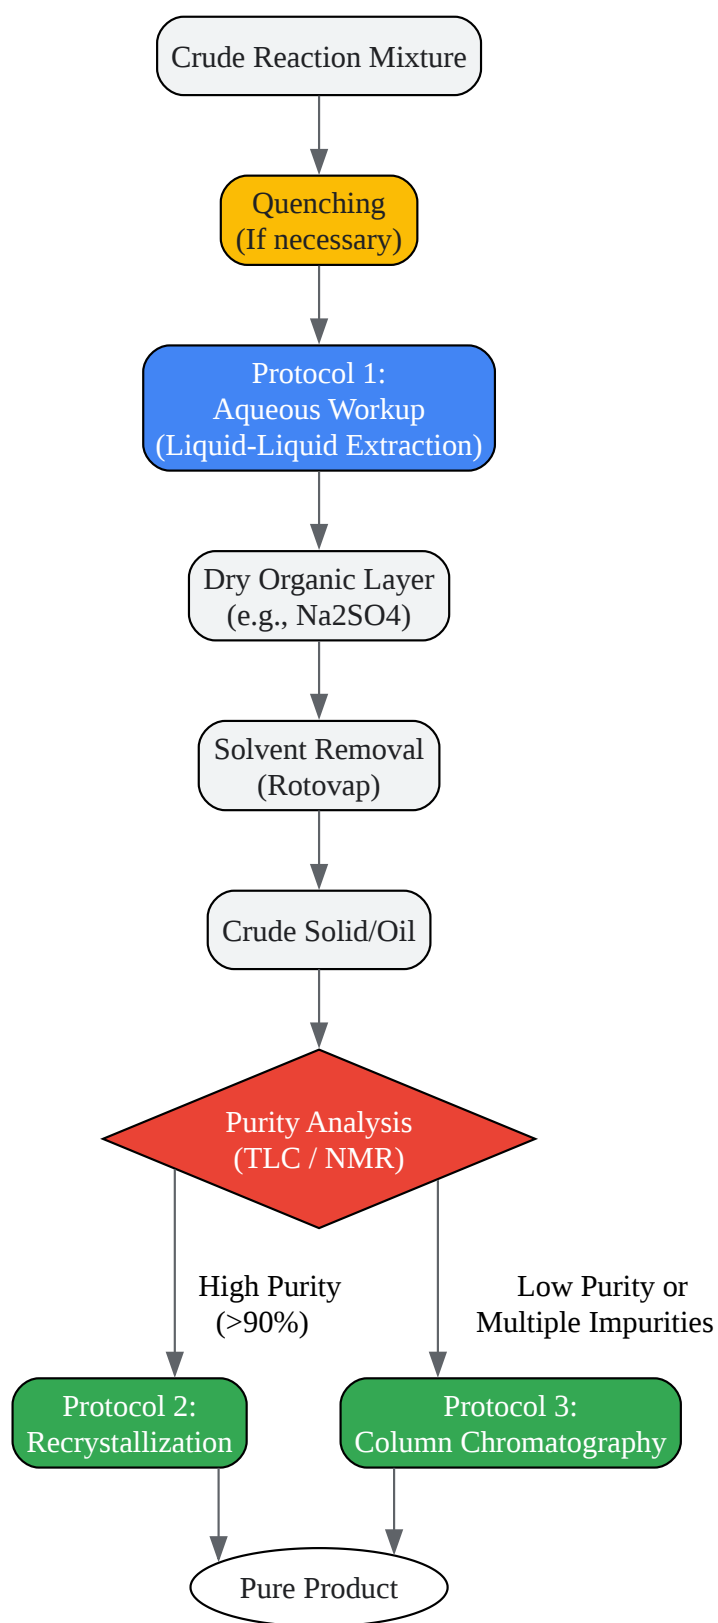 Crude Reaction Mixture
Quenching
(If necessary)
Protocol 1:
Aqueous Workup
(Liquid-Liquid Extraction)
Dry Organic Layer
(e.g., Na2SO4)
Solvent Removal
(Rotovap)
Crude Solid/Oil
Purity Analysis
(TLC / NMR)
High Purity
(>90%)
Low Purity or
Multiple Impurities
Protocol 2:
Recrystallization
Protocol 3:
Column Chromatography
Pure Product